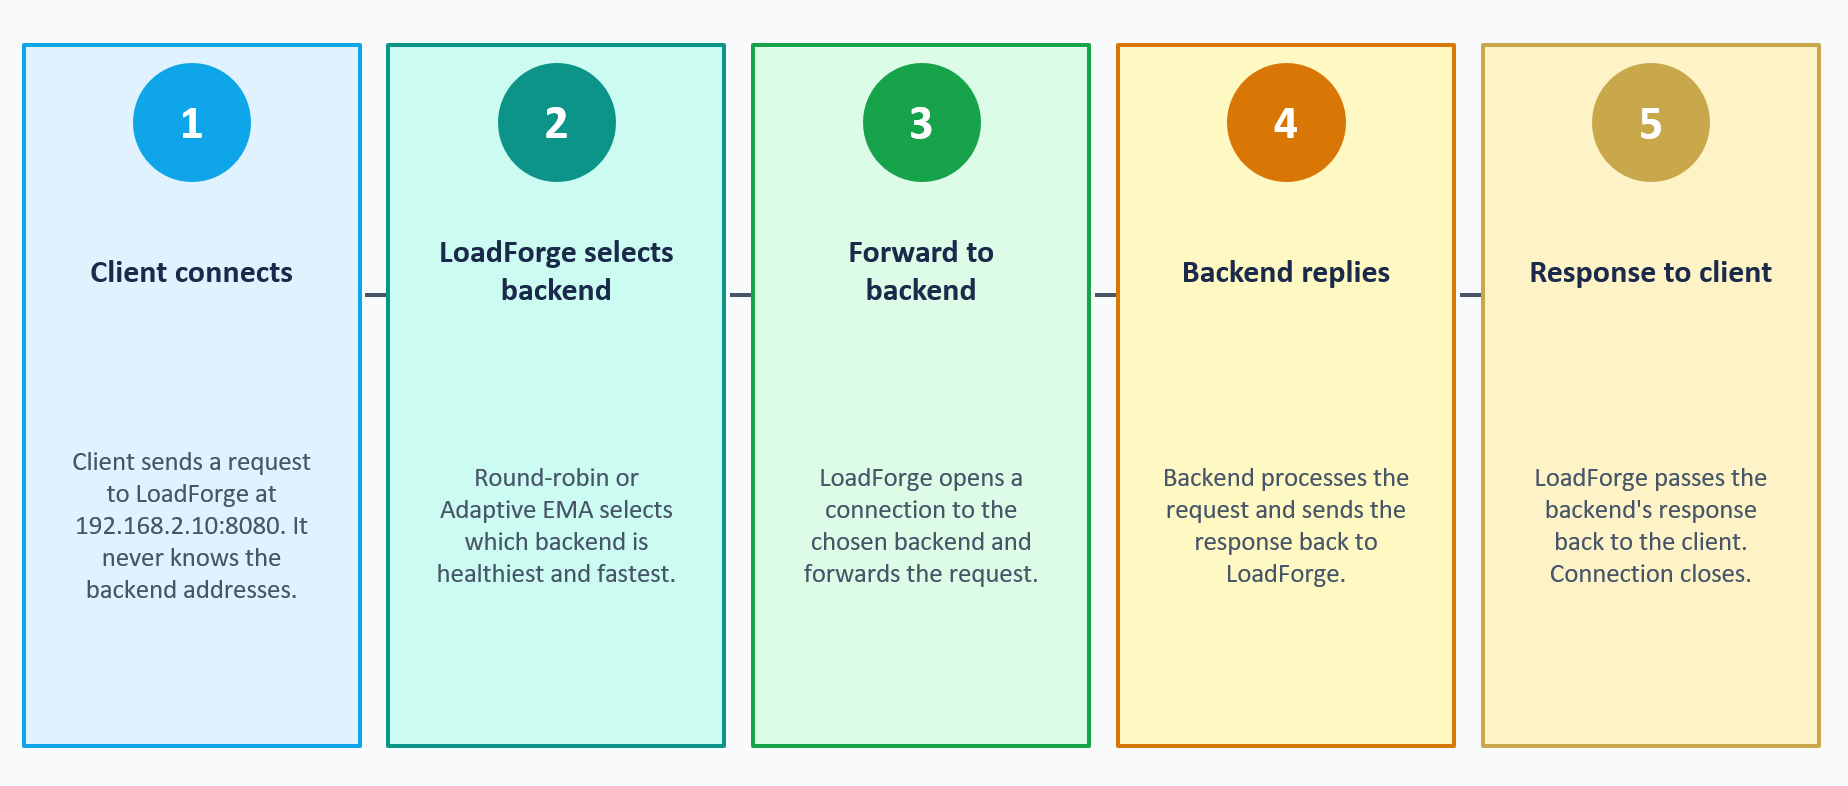 1
Client connects
Client sends a request
to LoadForge at
192.168.2.10:8080. It
never knows the
backend addresses.
2
LoadForge selects
backend
Round-robin or
Adaptive EMA selects
which backend is
healthiest and fastest.
3
Forward to
backend
LoadForge opens a
connection to the
chosen backend and
forwards the request.
4
Backend replies
Backend processes the
request and sends the
response back to
LoadForge.
5
Response to client
LoadForge passes the
backend's response
back to the client.
Connection closes.